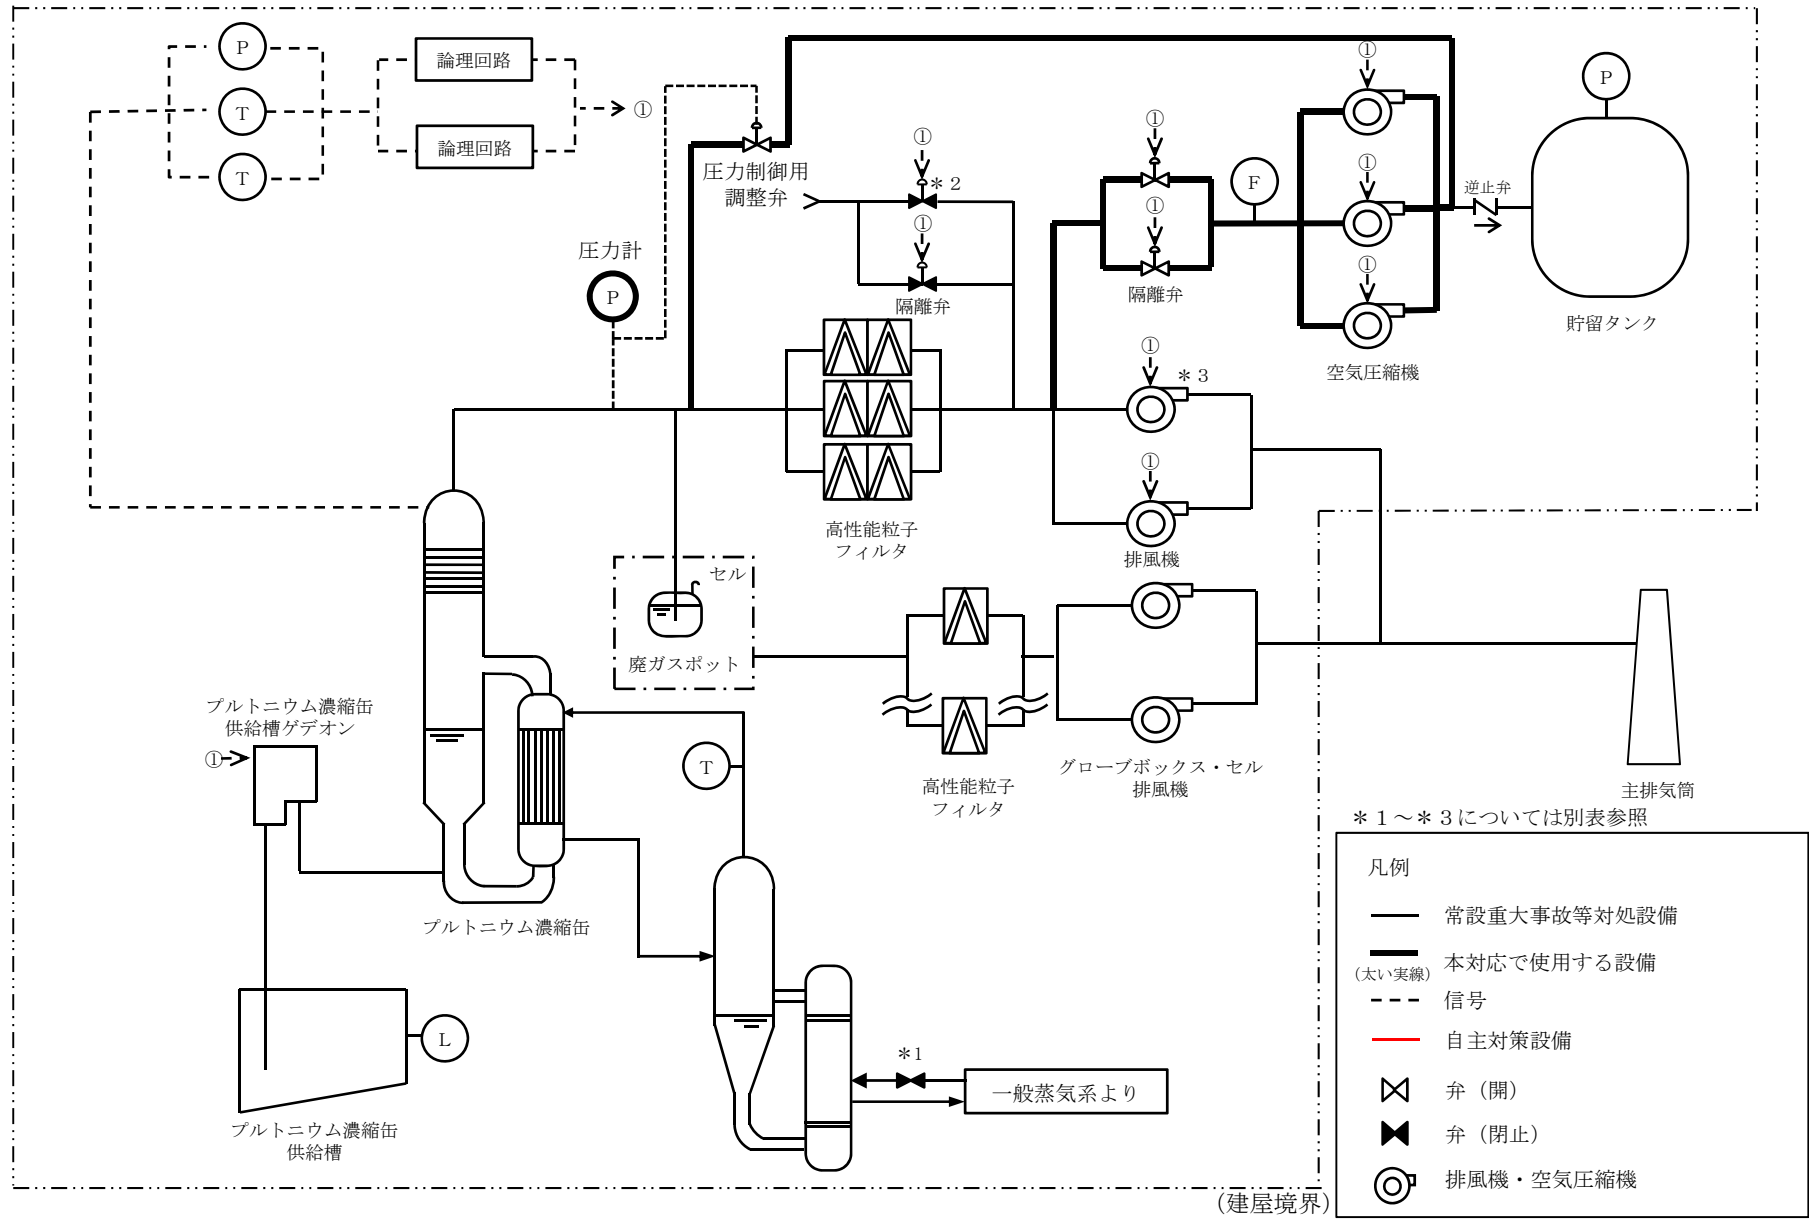 P
T
T
論理回路
論理回路
①
圧力制御用
調整弁
圧力計
P
①
＊２
①
隔離弁
①
①
隔離弁
F
①
①
①
空気圧縮機
逆止弁
P
貯留タンク
①
＊３
①
排風機
高性能粒子
フィルタ
セル
廃ガスポット
高性能粒子
フィルタ
グローブボックス・セル
排風機
主排気筒
プルトニウム濃縮缶
供給槽ゲデオン
①
T
プルトニウム濃縮缶
L
プルトニウム濃縮缶
供給槽
＊1
一般蒸気系より
（建屋境界）
＊１～＊３については別表参照
凡例
常設重大事故等対処設備
本対応で使用する設備
（太い実線）
信号
自主対策設備
弁（開）
弁（閉止）
排風機・空気圧縮機